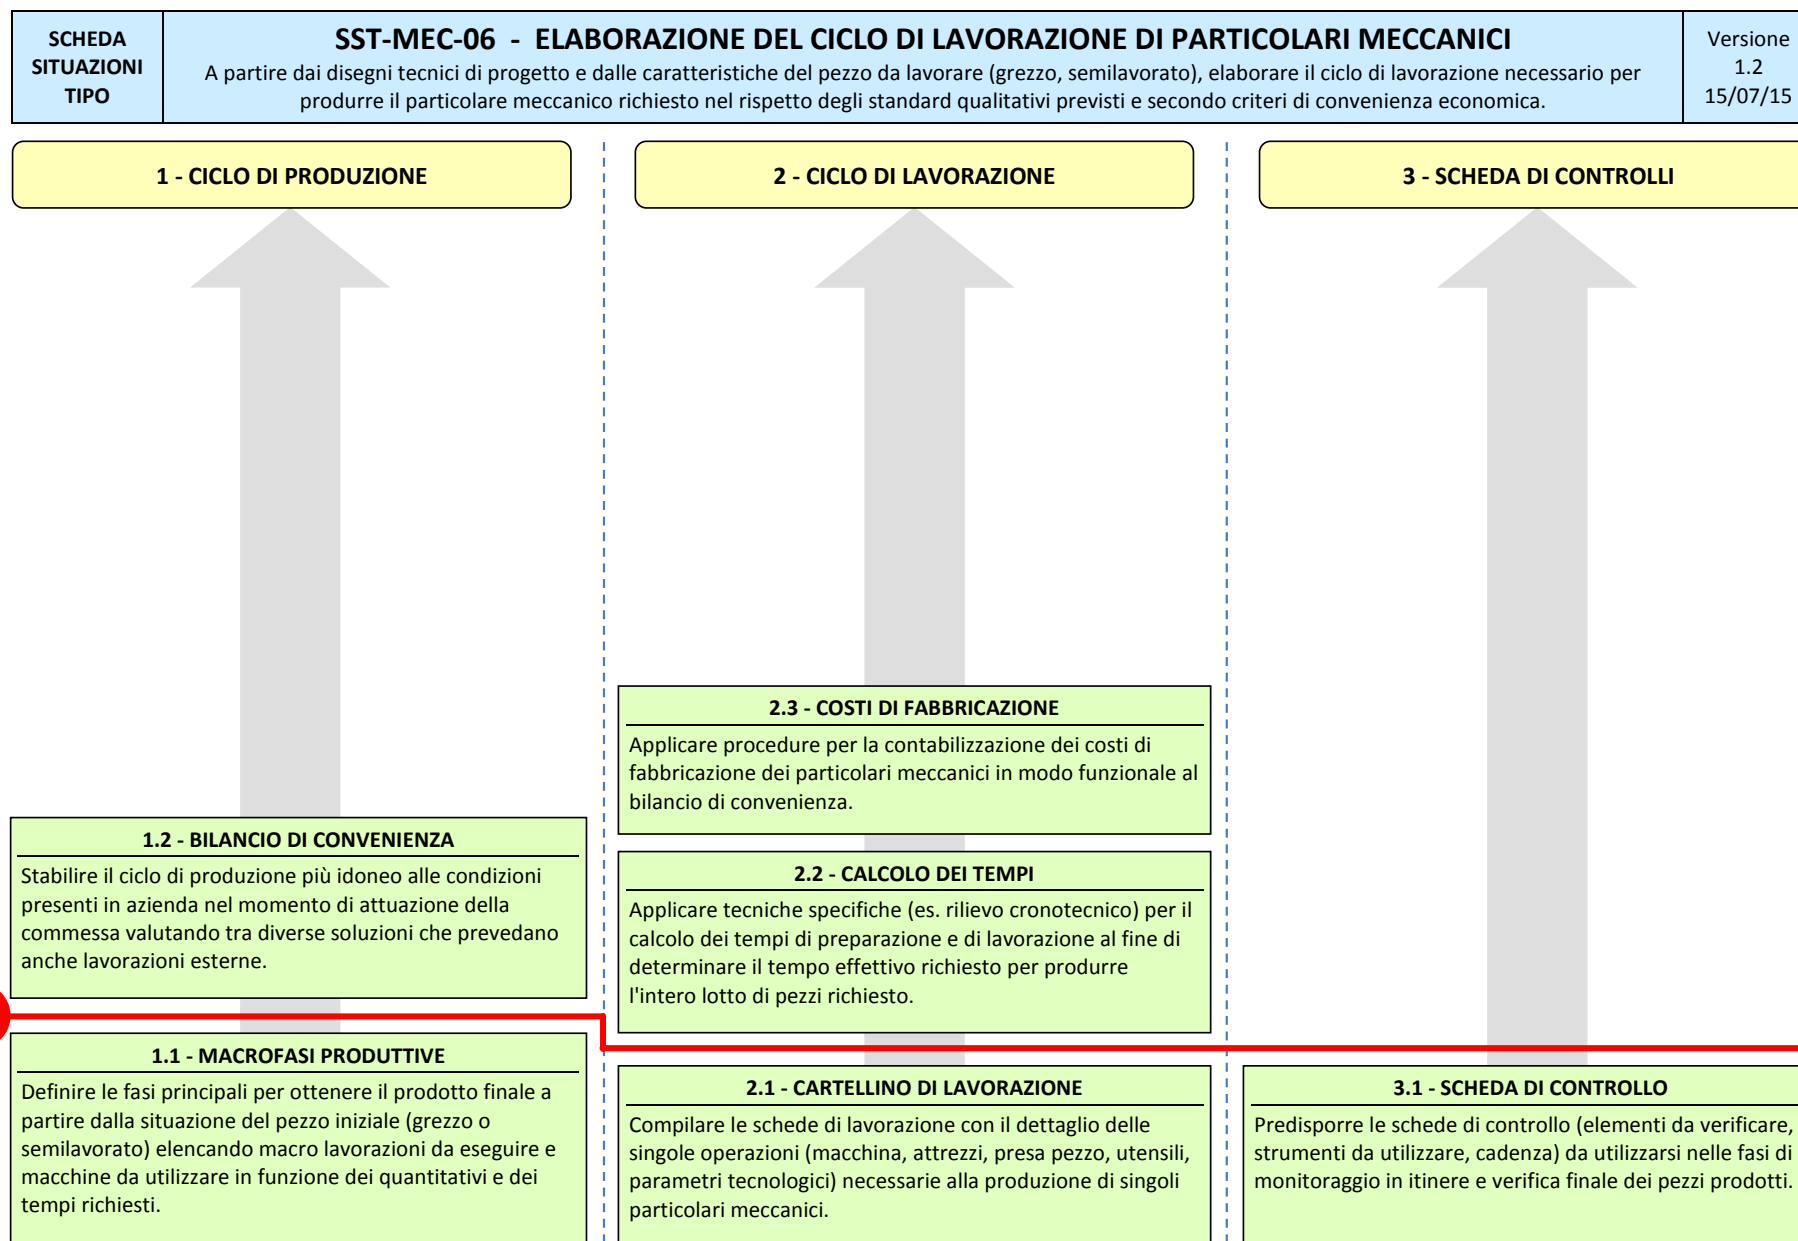 SCHEDA
SITUAZIONI
TIPO
SST-MEC-06 - ELABORAZIONE DEL CICLO DI LAVORAZIONE DI PARTICOLARI MECCANICI
A partire dai disegni tecnici di progetto e dalle caratteristiche del pezzo da lavorare (grezzo, semilavorato), elaborare il ciclo di lavorazione necessario per
produrre il particolare meccanico richiesto nel rispetto degli standard qualitativi previsti e secondo criteri di convenienza economica.
Versione
1.2
15/07/15
1 - CICLO DI PRODUZIONE
1.2 - BILANCIO DI CONVENIENZA
Stabilire il ciclo di produzione più idoneo alle condizioni
presenti in azienda nel momento di attuazione della
commessa valutando tra diverse soluzioni che prevedano
anche lavorazioni esterne.
1.1 - MACROFASI PRODUTTIVE
Definire le fasi principali per ottenere il prodotto finale a
partire dalla situazione del pezzo iniziale (grezzo o
semilavorato) elencando macro lavorazioni da eseguire e
macchine da utilizzare in funzione dei quantitativi e dei
tempi richiesti.
2 - CICLO DI LAVORAZIONE
2.3 - COSTI DI FABBRICAZIONE
Applicare procedure per la contabilizzazione dei costi di
fabbricazione dei particolari meccanici in modo funzionale al
bilancio di convenienza.
2.2 - CALCOLO DEI TEMPI
Applicare tecniche specifiche (es. rilievo cronotecnico) per il
calcolo dei tempi di preparazione e di lavorazione al fine di
determinare il tempo effettivo richiesto per produrre
l'intero lotto di pezzi richiesto.
2.1 - CARTELLINO DI LAVORAZIONE
Compilare le schede di lavorazione con il dettaglio delle
singole operazioni (macchina, attrezzi, presa pezzo, utensili,
parametri tecnologici) necessarie alla produzione di singoli
particolari meccanici.
3 - SCHEDA DI CONTROLLI
3.1 - SCHEDA DI CONTROLLO
Predisporre le schede di controllo (elementi da verificare,
strumenti da utilizzare, cadenza) da utilizzarsi nelle fasi di
monitoraggio in itinere e verifica finale dei pezzi prodotti.